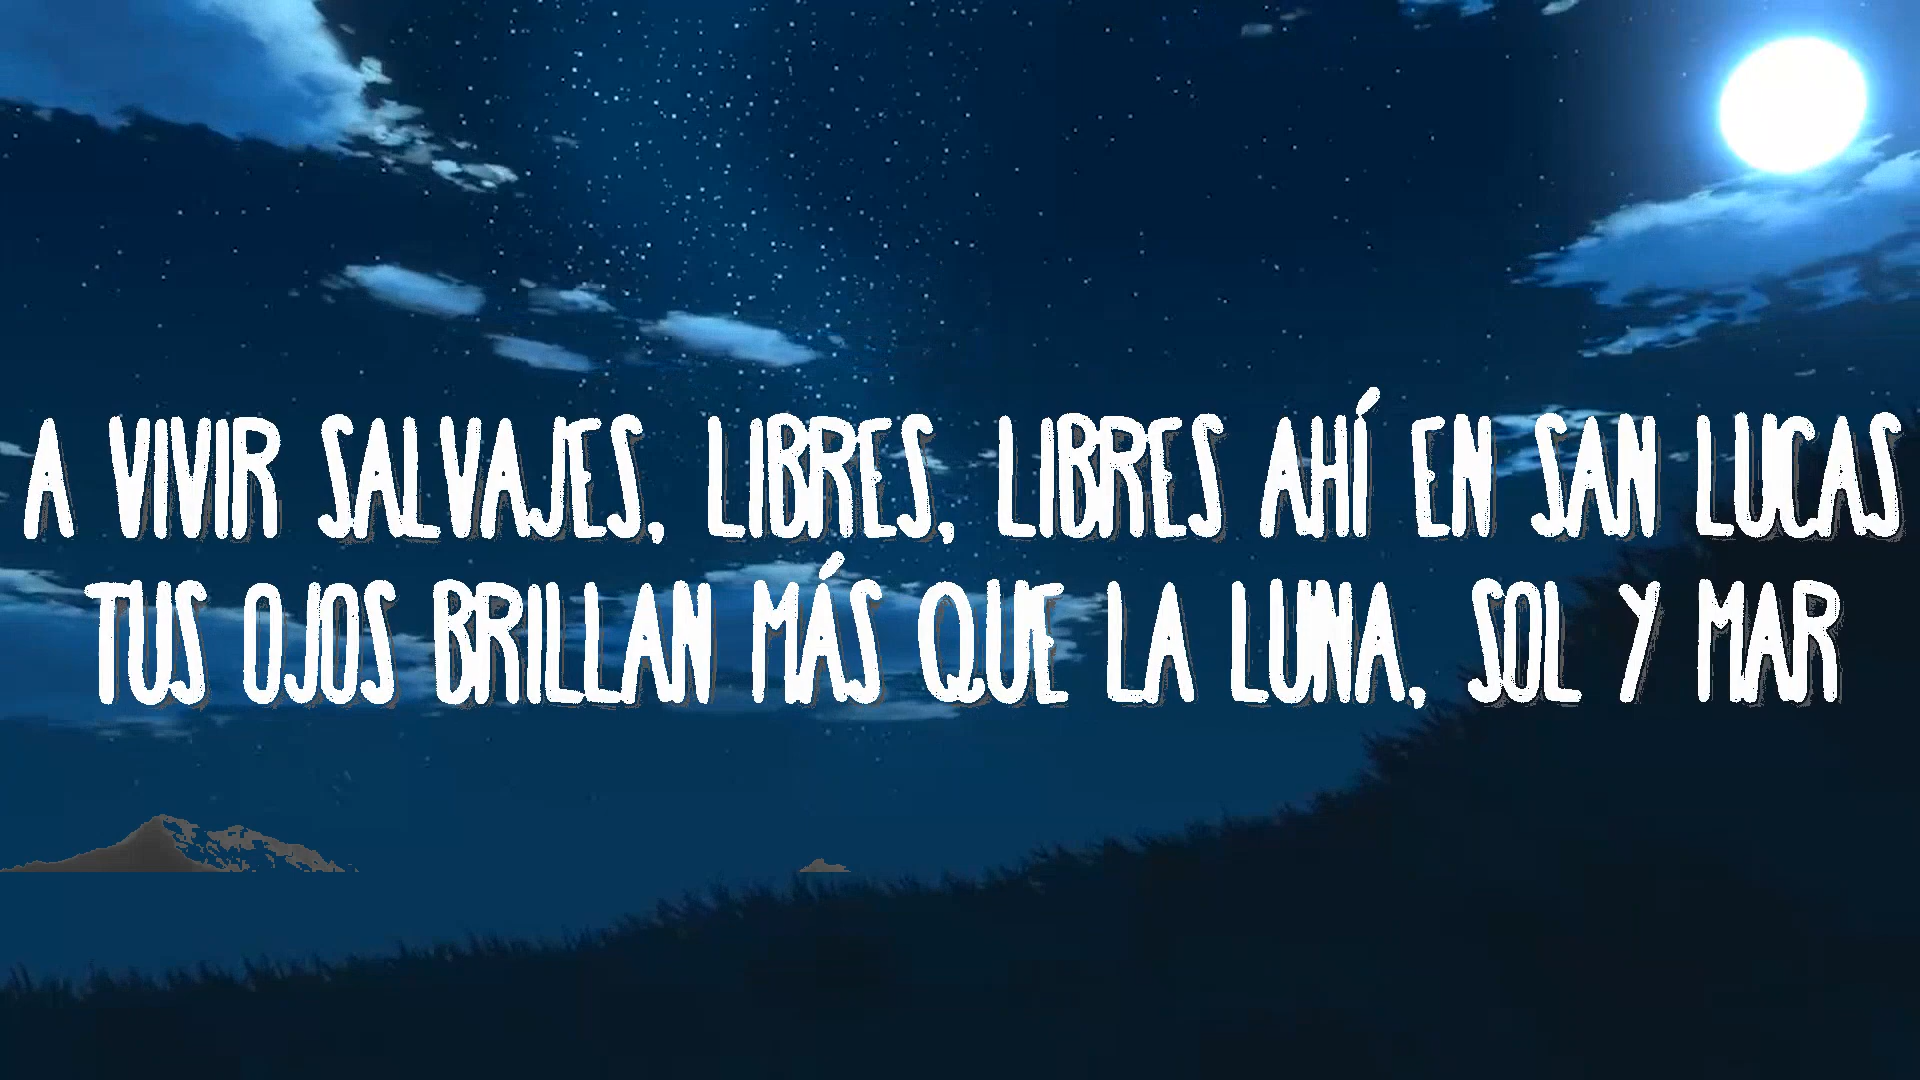 A VIVIR SALVAJES, LIBRES, LIBRES AHÍ EN SAN LUCAS
TUS OJOS BRILLAN MÁS QUE LA LUNA, SOL Y MAR